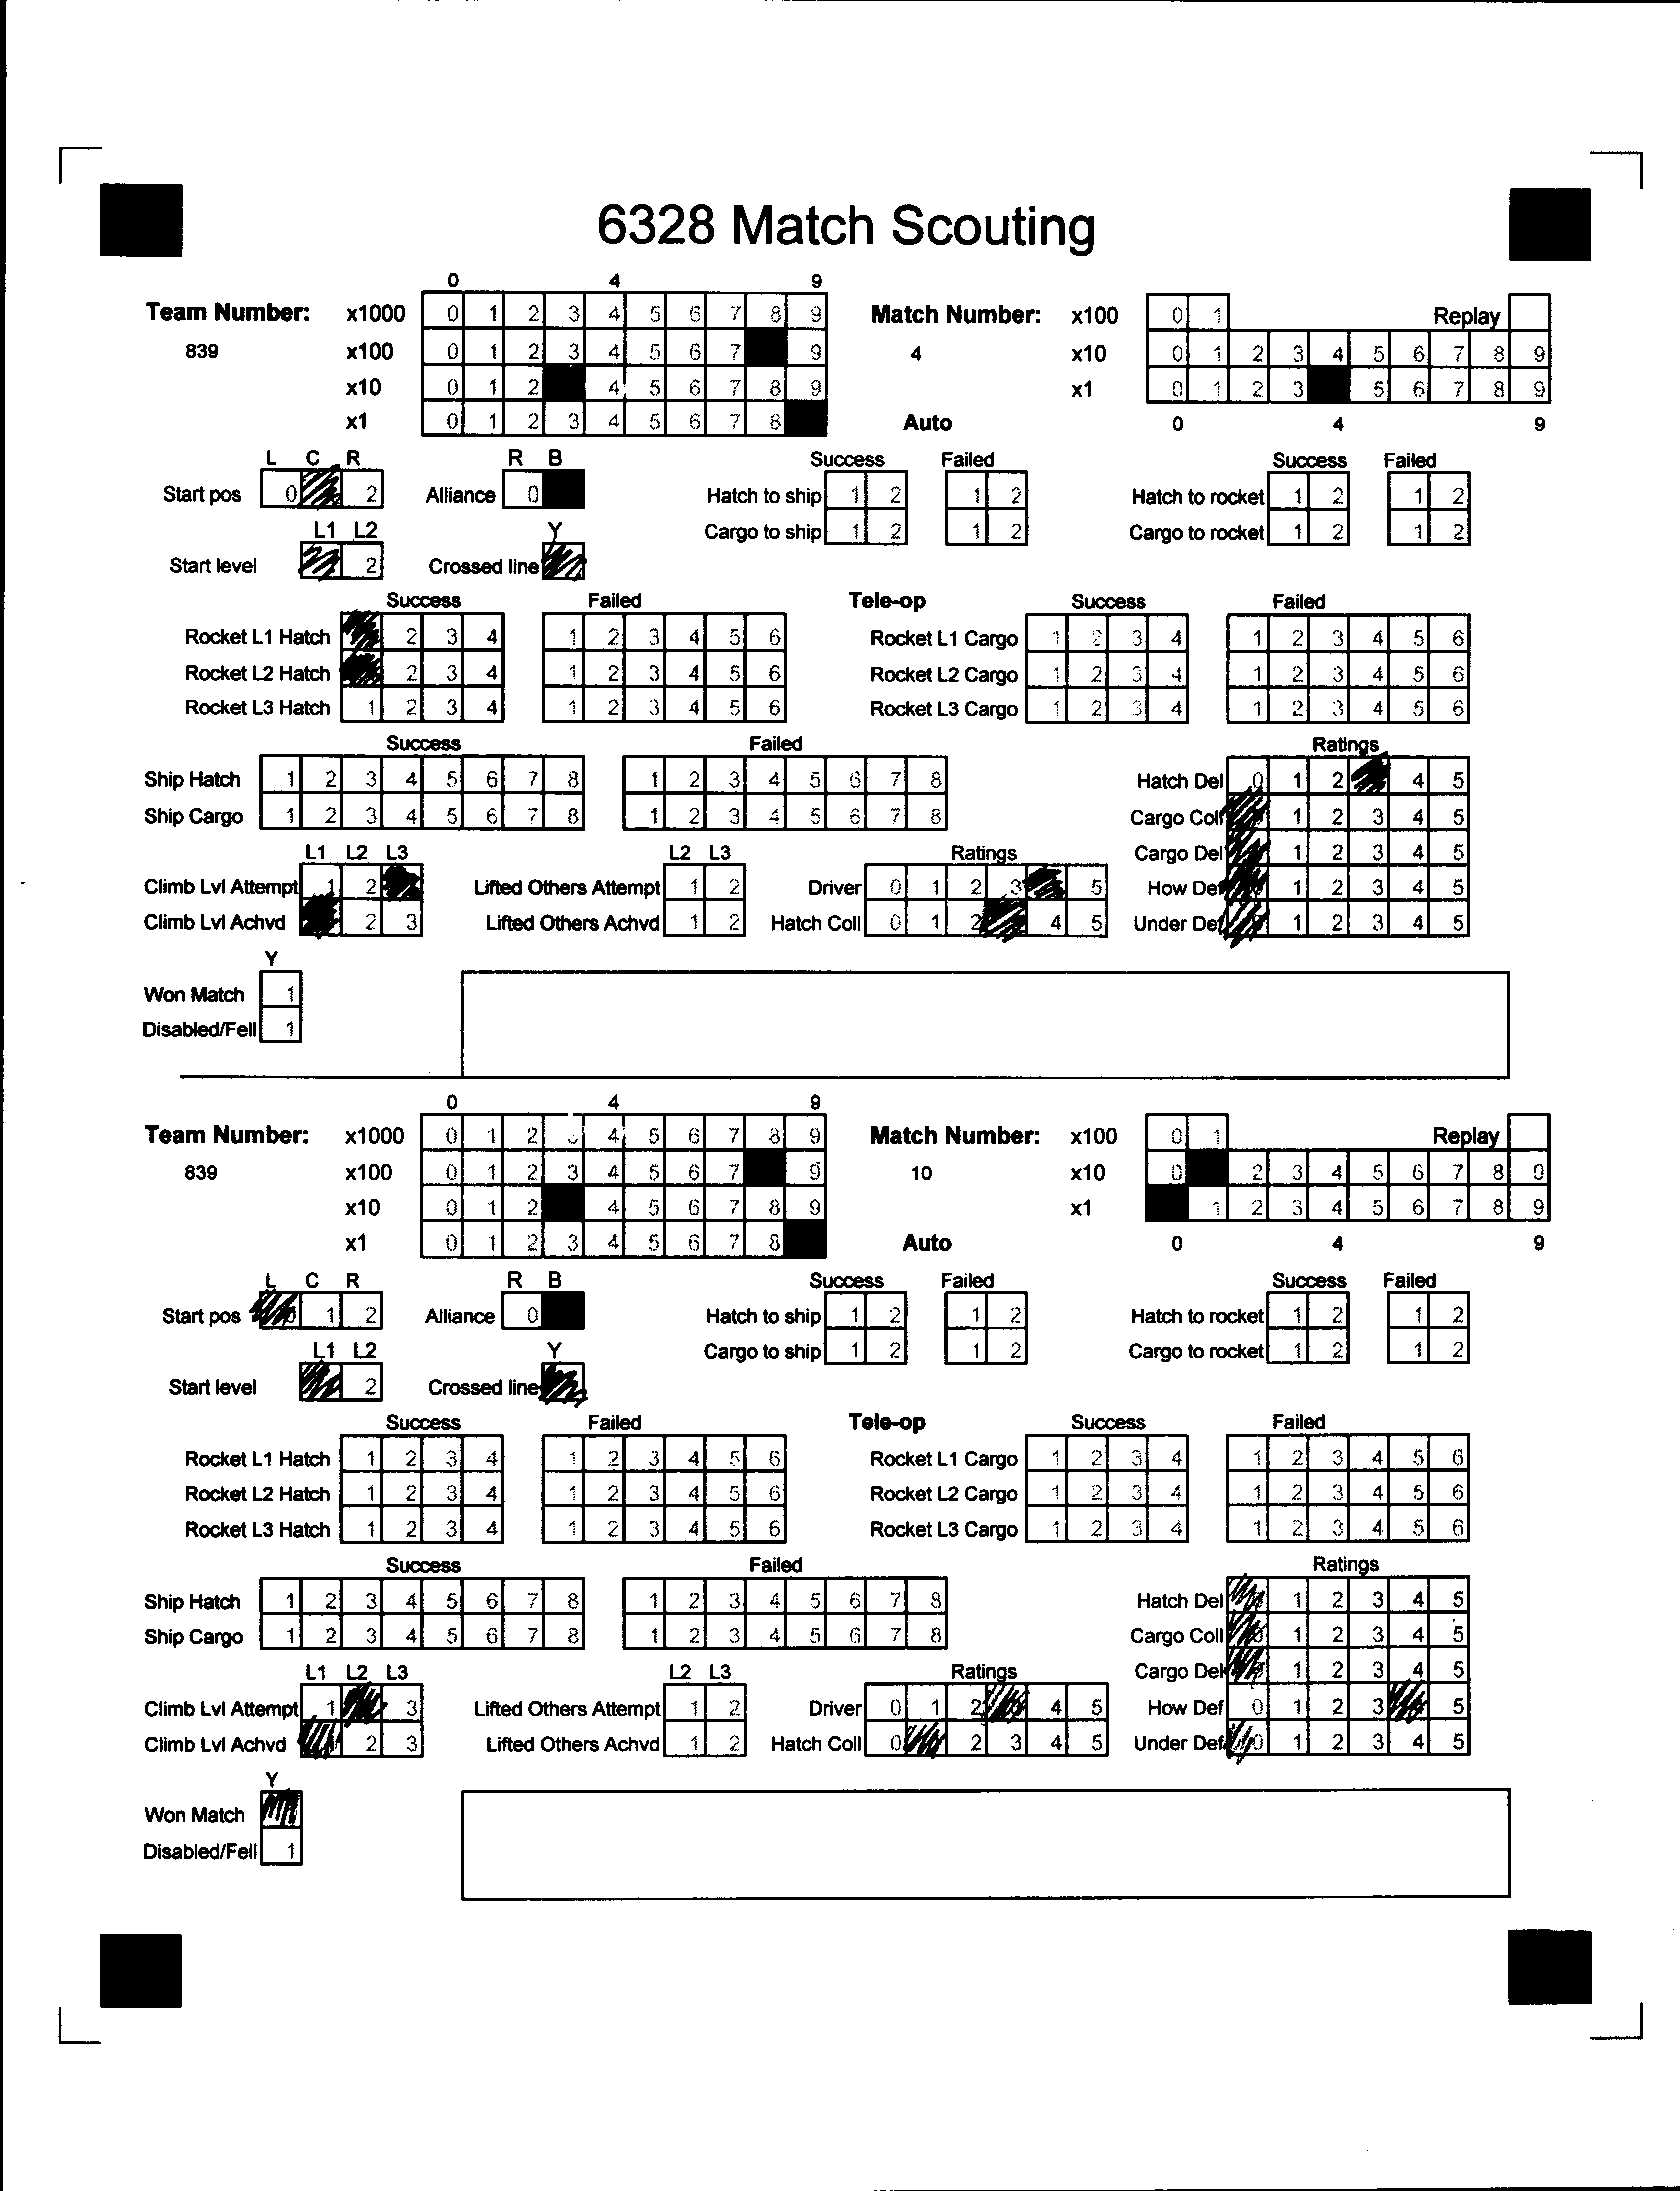 6328 Match Scouting
0 4 9
Team Number: x1000 0 1 2 3 4 5 6 7 8 9 Match Number: x100 0 1 Replay
839 x100 0 1 2 3 4 5 6 7 9 4 x10 0 1 2 3 4 5 6 7 8 9
x10 0 1 2 4 5 6 7 8 9 x1 0 1 2 3 5 6 7 8 9
x1 0 1 2 3 4 5 6 7 8 Auto 0 4 9
L C R R B Success Failed Success Failed
Start pos 0 2 Alliance 0 Hatch to ship 1 2 1 2 Hatch to rocket 1 2 1 2
L1 L2 Y Cargo to ship 1 2 1 2 Cargo to rocket 1 2 1 2
Start level 2 Crossed line
Success Failed Tele-op Success Failed
Rocket L1 Hatch 2 3 4 1 2 3 4 5 6 Rocket L1 Cargo 1 2 3 4 1 2 3 4 5 6
Rocket L2 Hatch 2 3 4 1 2 3 4 5 6 Rocket L2 Cargo 1 2 3 4 1 2 3 4 5 6
Rocket L3 Hatch 1 2 3 4 1 2 3 4 5 6 Rocket L3 Cargo 1 2 3 4 1 2 3 4 5 6
Success Failed Ratings
Ship Hatch 1 2 3 4 5 6 7 8 1 2 3 4 5 6 7 8 Hatch Del 0 1 2 4 5
Ship Cargo 1 2 3 4 5 6 7 8 1 2 3 4 5 6 7 8 Cargo Coll 1 2 3 4 5
L1 L2 L3 L2 L3 Ratings Cargo Del 1 2 3 4 5
Climb Lvl Attempt 1 2 Lifted Others Attempt 1 2 Driver 0 1 2 3 5 How Def 1 2 3 4 5
Climb Lvl Achvd 2 3 Lifted Others Achvd 1 2 Hatch Coll 0 1 2 4 5 Under Def 1 2 3 4 5
Y
Won Match 1
Disabled/Fell 1
0 4 9
Team Number: x1000 0 1 2 4 5 6 7 8 9 Match Number: x100 0 1 Replay
839 x100 0 1 2 3 4 5 6 7 9 10 x10 0 2 3 4 5 6 7 8 9
x10 0 1 2 4 5 6 7 8 9 x1 1 2 3 4 5 6 7 8 9
x1 0 1 2 3 4 5 6 7 8 Auto 0 4 9
L C R R B Success Failed Success Failed
Start pos 1 2 Alliance 0 Hatch to ship 1 2 1 2 Hatch to rocket 1 2 1 2
L1 L2 Y Cargo to ship 1 2 1 2 Cargo to rocket 1 2 1 2
Start level 2 Crossed line
Success Failed Tele-op Success Failed
Rocket L1 Hatch 1 2 3 4 1 2 3 4 5 6 Rocket L1 Cargo 1 2 3 4 1 2 3 4 5 6
Rocket L2 Hatch 1 2 3 4 1 2 3 4 5 6 Rocket L2 Cargo 1 2 3 4 1 2 3 4 5 6
Rocket L3 Hatch 1 2 3 4 1 2 3 4 5 6 Rocket L3 Cargo 1 2 3 4 1 2 3 4 5 6
Success Failed Ratings
Ship Hatch 1 2 3 4 5 6 7 8 1 2 3 4 5 6 7 8 Hatch Del 1 2 3 4 5
Ship Cargo 1 2 3 4 5 6 7 8 1 2 3 4 5 6 7 8 Cargo Coll 1 2 3 4 5
L1 L2 L3 L2 L3 Ratings Cargo Del 1 2 3 4 5
Climb Lvl Attempt 1 3 Lifted Others Attempt 1 2 Driver 0 1 2 4 5 How Def 0 1 2 3 5
Climb Lvl Achvd 2 3 Lifted Others Achvd 1 2 Hatch Coll 0 2 3 4 5 Under Def 0 1 2 3 4 5
Y
Won Match
Disabled/Fell 1